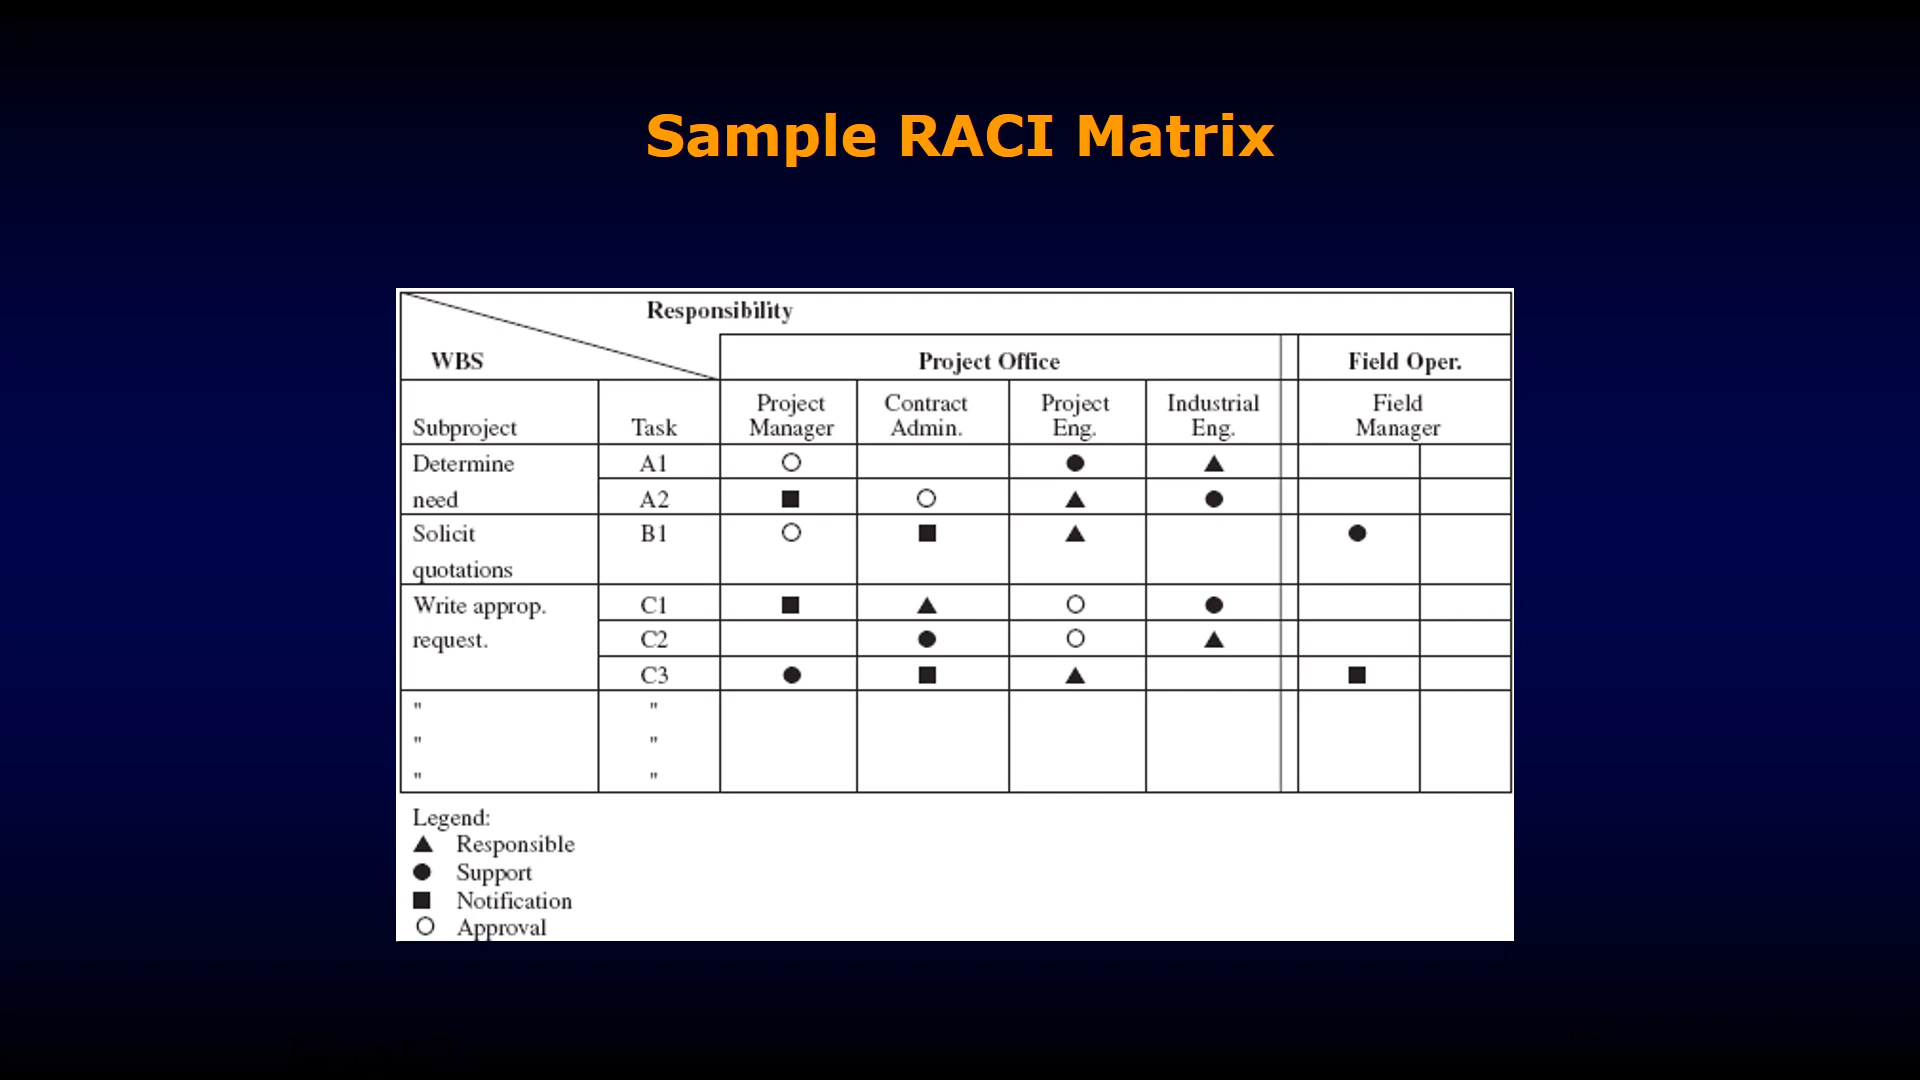 Sample RACI Matrix
Responsibility
WBS
Project Office
Field Oper.
Subproject
Task
Project
Manager
Contract
Admin.
Project
Eng.
Industrial
Eng.
Field
Manager
Determine
need
A1
A2
Solicit
quotations
B1
Write approp.
request.
C1
C2
C3
" "
" "
" "
Legend:
▲ Responsible
● Support
■ Notification
○ Approval